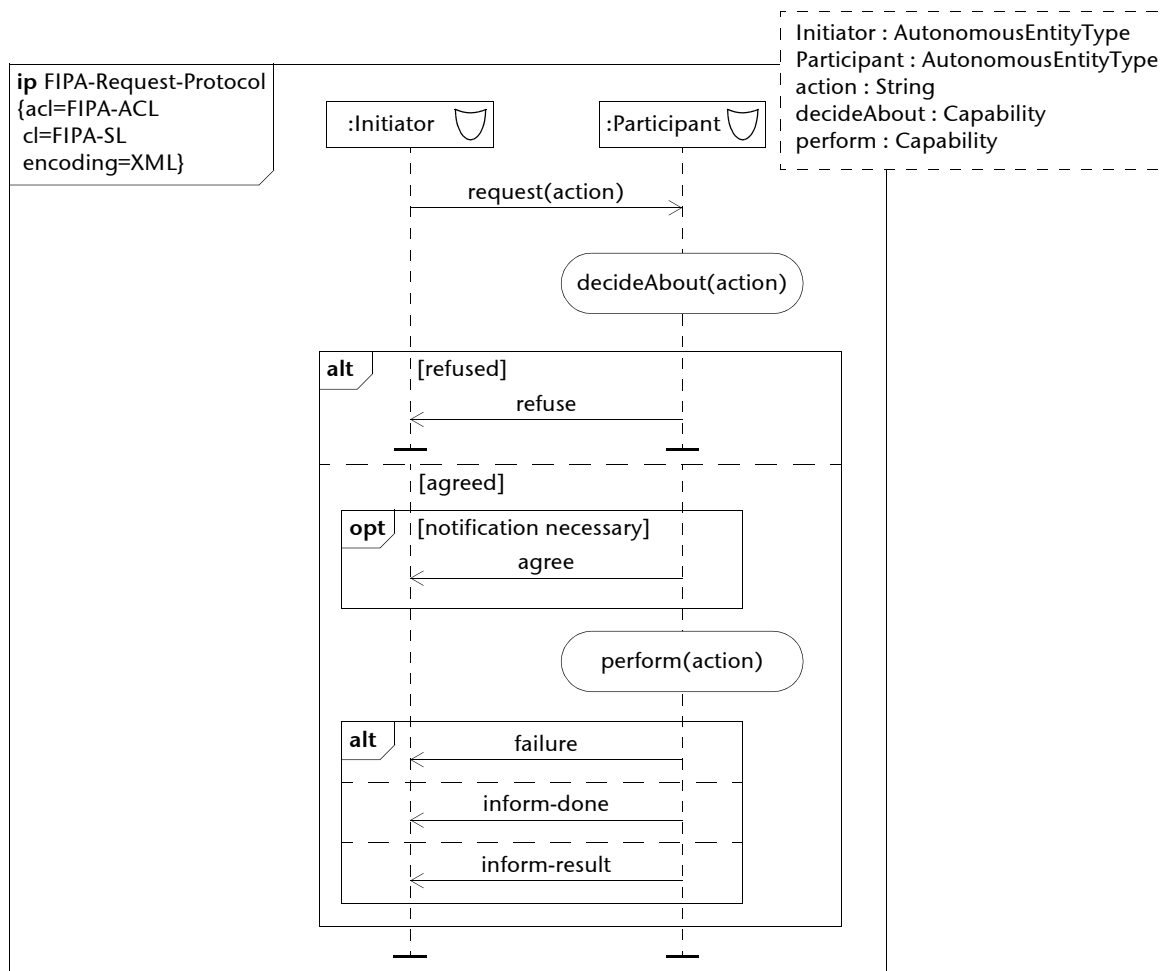 Initiator : AutonomousEntityType
Participant : AutonomousEntityType
action : String
decideAbout : Capability
perform : Capability
ip FIPA-Request-Protocol
{acl=FIPA-ACL
cl=FIPA-SL
encoding=XML}
:Initiator
:Participant
request(action)
decideAbout(action)
alt
[refused]
refuse
[agreed]
opt
[notification necessary]
agree
perform(action)
alt
failure
inform-done
inform-result